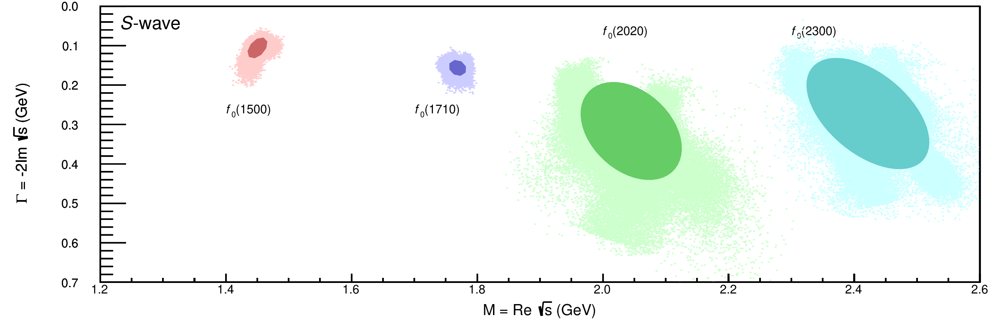 0.0
S-wave
f0(2020)
f0(2300)
0.1
0.2
f0(1500)
f0(1710)
0.3
0.4
0.5
0.6
0.7
Γ = -2Im √s (GeV)
1.2 1.4 1.6 1.8 2.0 2.2 2.4 2.6
M = Re √s (GeV)